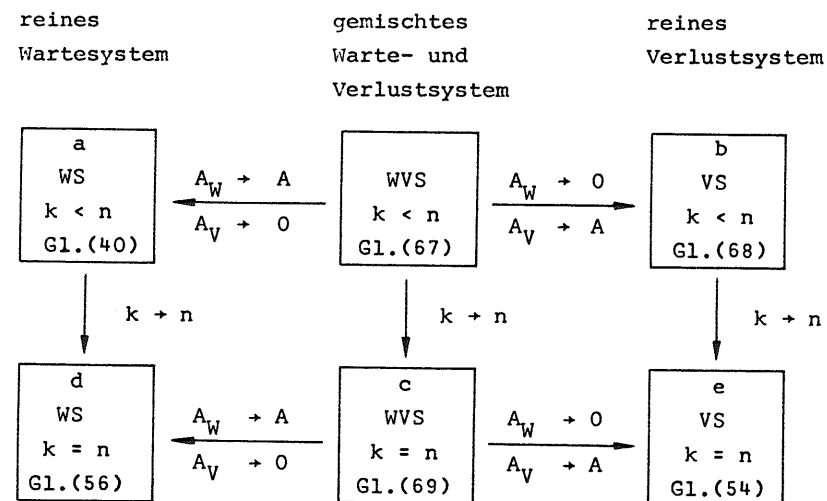 reines gemischtes reines
Wartesystem Warte- und Verlustsystem
Verlustsystem
a b
WS A_W → A WVS A_W → 0 VS
k < n k < n k < n
A_V → 0 A_V → A
Gl.(40) Gl.(67) Gl.(68)
k → n k → n k → n
d c e
WS A_W → A WVS A_W → 0 VS
k = n k = n k = n
A_V → 0 A_V → A
Gl.(56) Gl.(69) Gl.(54)